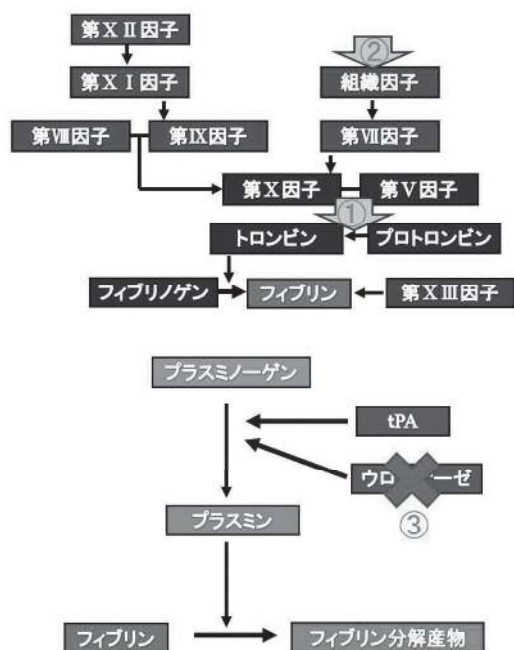 第ＸⅡ因子
②
第ＸⅠ因子
組織因子
第Ⅷ因子
第Ⅸ因子
第Ⅶ因子
第Ⅹ因子
第Ⅴ因子
①
トロンビン
プロトロンビン
フィブリノゲン
フィブリン
第ＸⅢ因子
プラスミノーゲン
tPA
ウロ ーゼ
③
プラスミン
フィブリン
フィブリン分解産物